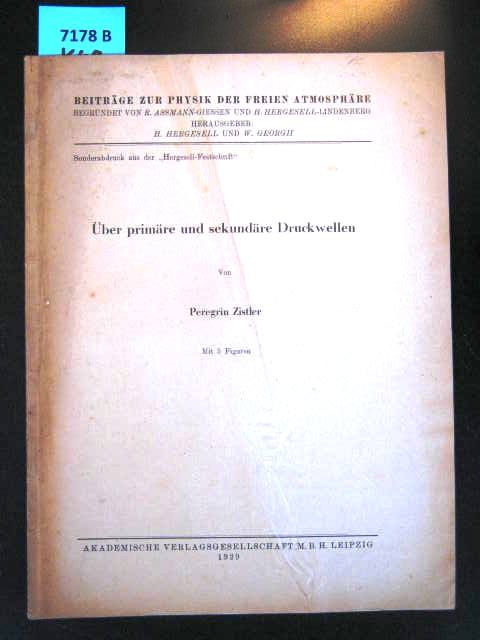 7178 B
BEITRÄGE ZUR PHYSIK DER FREIEN ATMOSPHÄRE
BEGRÜNDET VON R. ASSMANN-GIESSEN UND H. HERGESELL-LINDENBERG
HERAUSGEBER
H. HERGESELL UND W. GEORGII
Sonderabdruck aus der „Hergesell-Festschrift“
Über primäre und sekundäre Druckwellen
Von
Peregrin Zistler
Mit 5 Figuren
AKADEMISCHE VERLAGSGESELLSCHAFT M. B. H. LEIPZIG
1929